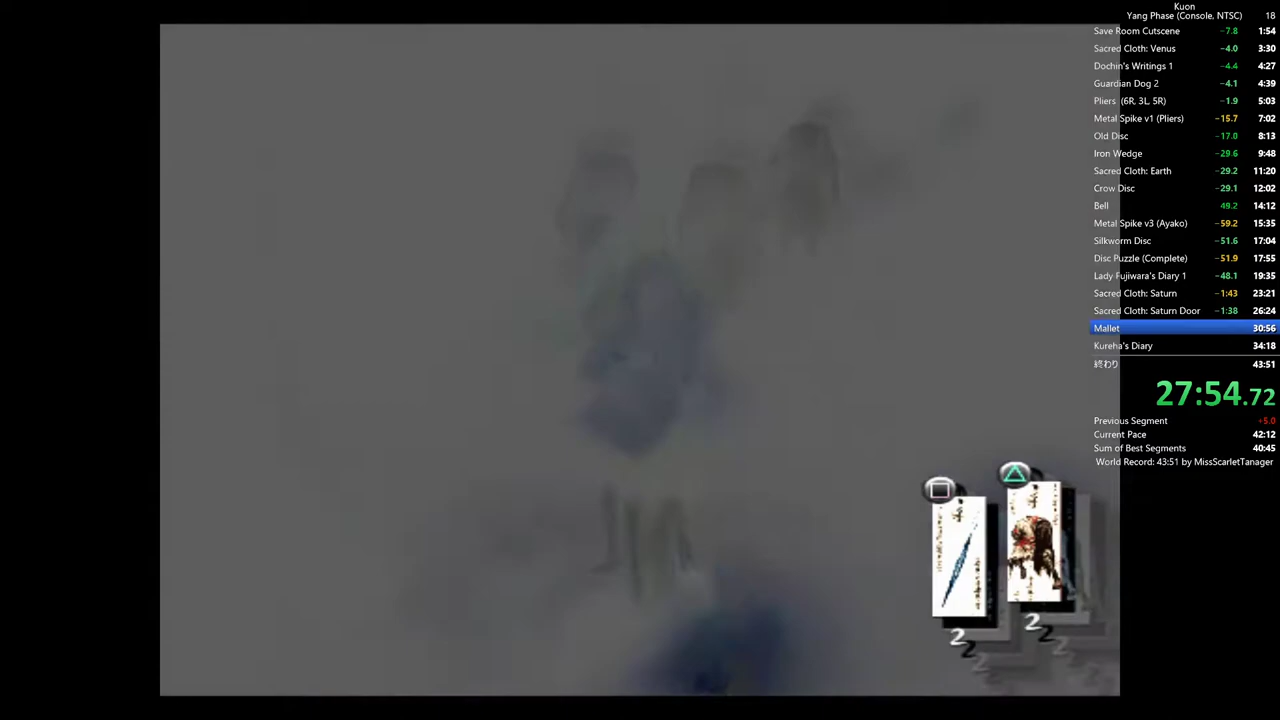 Kuon
Yang Phase (Console, NTSC) 18
Save Room Cutscene −7.8 1:54
Sacred Cloth: Venus −4.0 3:30
Dochin's Writings 1 −4.4 4:27
Guardian Dog 2 −4.1 4:39
Pliers (6R, 3L, 5R) −1.9 5:03
Metal Spike v1 (Pliers) −15.7 7:02
Old Disc −17.0 8:13
Iron Wedge −29.6 9:48
Sacred Cloth: Earth −29.2 11:20
Crow Disc −29.1 12:02
Bell 49.2 14:12
Metal Spike v3 (Ayako) −59.2 15:35
Silkworm Disc −51.6 17:04
Disc Puzzle (Complete) −51.9 17:55
Lady Fujiwara's Diary 1 −48.1 19:35
Sacred Cloth: Saturn −1:43 23:21
Sacred Cloth: Saturn Door −1:38 26:24
Mallet 30:56
Kureha's Diary 34:18
終わり 43:51
27:54.72
Previous Segment +5.0
Current Pace 42:12
Sum of Best Segments 40:45
World Record: 43:51 by MissScarletTanager
2 2